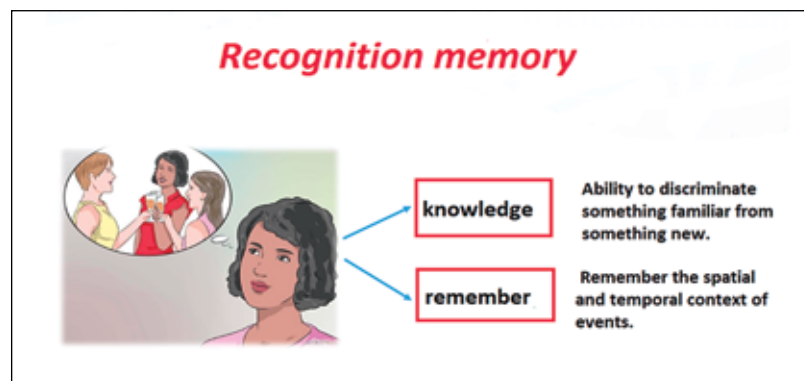 Recognition memory
knowledge
Ability to discriminate
something familiar from
something new.
remember
Remember the spatial
and temporal context of
events.